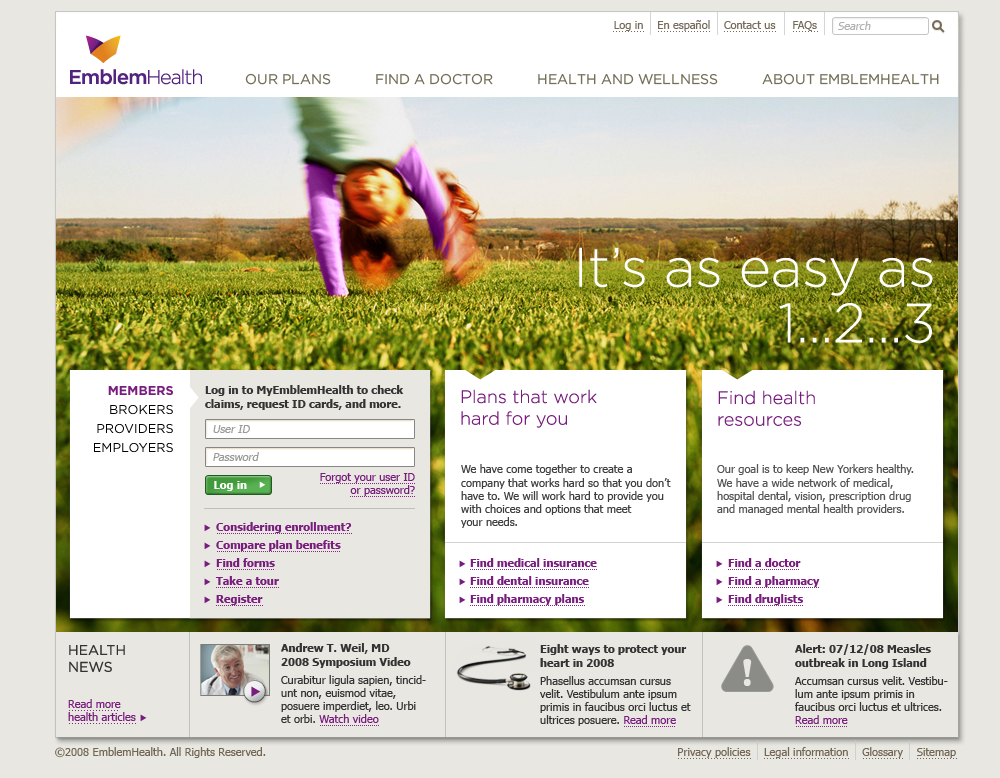 Log in
En español
Contact us
FAQs
Search
EmblemHealth
OUR PLANS
FIND A DOCTOR
HEALTH AND WELLNESS
ABOUT EMBLEMHEALTH
It's as easy as
1...2...3
MEMBERS
BROKERS
PROVIDERS
EMPLOYERS
Log in to MyEmblemHealth to check
claims, request ID cards, and more.
User ID
Password
Log in
Forgot your user ID
or password?
Considering enrollment?
Compare plan benefits
Find forms
Take a tour
Register
Plans that work
hard for you
We have come together to create a
company that works hard so that you don't
have to. We will work hard to provide you
with choices and options that meet
your needs.
Find medical insurance
Find dental insurance
Find pharmacy plans
Find health
resources
Our goal is to keep New Yorkers healthy.
We have a wide network of medical,
hospital dental, vision, prescription drug
and managed mental health providers.
Find a doctor
Find a pharmacy
Find druglists
HEALTH
NEWS
Read more
health articles
Andrew T. Weil, MD
2008 Symposium Video
Curabitur ligula sapien, tincid-
unt non, euismod vitae,
posuere imperdiet, leo. Urbi
et orbi. Watch video
Eight ways to protect your
heart in 2008
Phasellus accumsan cursus
velit. Vestibulum ante ipsum
primis in faucibus orci luctus et
ultrices posuere. Read more
Alert: 07/12/08 Measles
outbreak in Long Island
Accumsan cursus velit. Vestibu-
lum ante ipsum primis in
faucibus orci luctus et ultrices.
Read more
©2008 EmblemHealth. All Rights Reserved.
Privacy policies
Legal information
Glossary
Sitemap